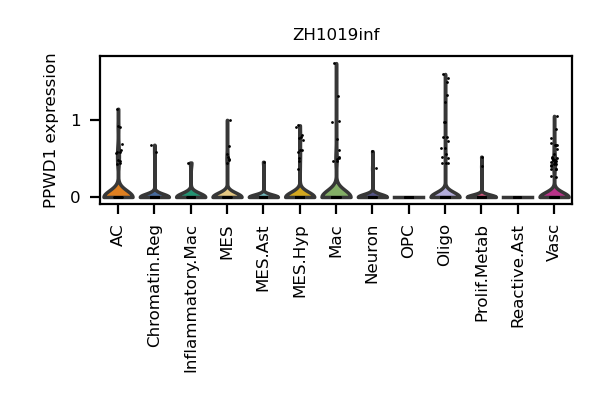 ZH1019inf
PPWD1 expression
1
0
AC
Chromatin.Reg
Inflammatory.Mac
MES
MES.Ast
MES.Hyp
Mac
Neuron
OPC
Oligo
Prolif.Metab
Reactive.Ast
Vasc